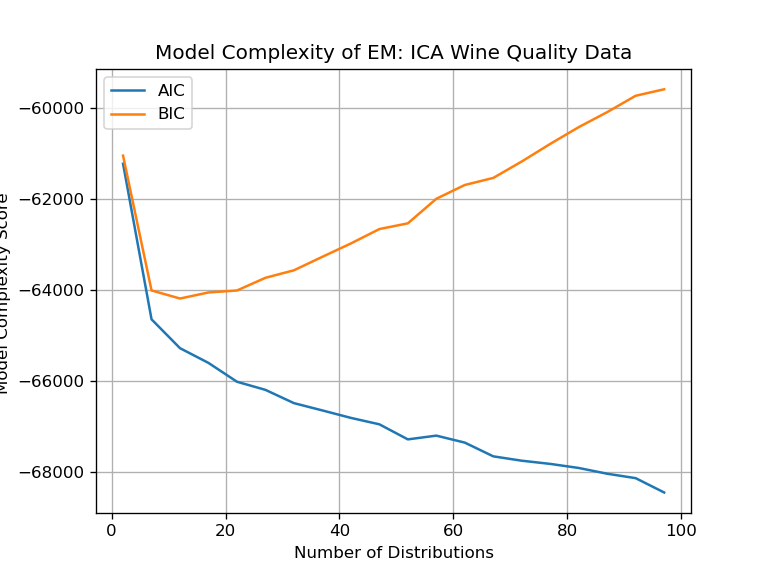 Model Complexity of EM: ICA Wine Quality Data
AIC
BIC
−60000
−62000
−64000
−66000
−68000
Model Complexity Score
0 20 40 60 80 100
Number of Distributions